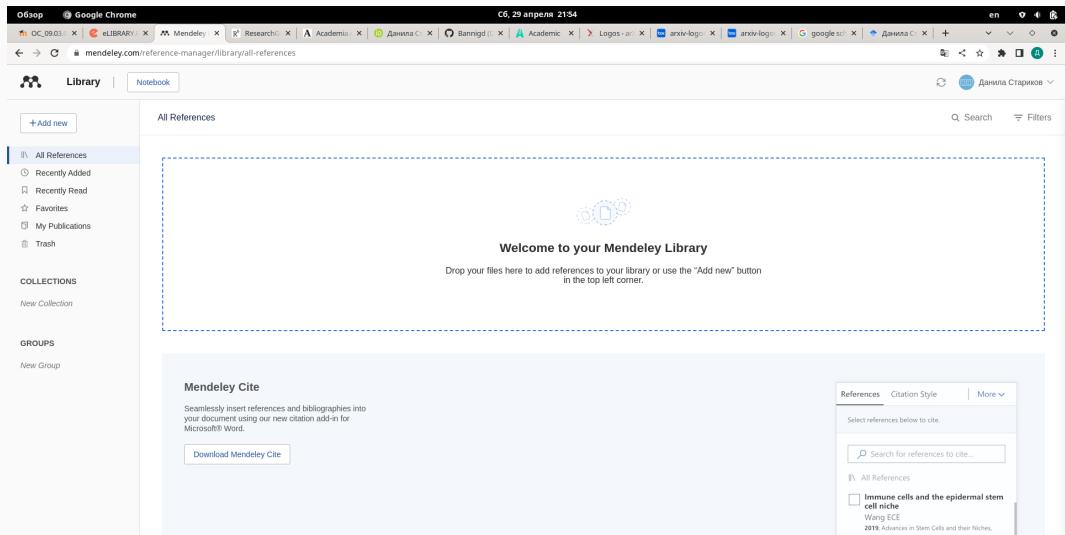 Обзор Google Chrome Сб, 29 апреля 21:54 en
eLIBRARY Mendeley ResearchG Academia Данила С Bannigd Academic Logos - ar arxiv-logo arxiv-logo google sch Данила С
mendeley.com/reference-manager/library/all-references
Library Notebook Данила Стариков
+ Add new
All References Search Filters
All References
Recently Added
Recently Read
Favorites
My Publications
Trash
COLLECTIONS
New Collection
GROUPS
New Group
Welcome to your Mendeley Library
Drop your files here to add references to your library or use the “Add new” button
in the top left corner.
Mendeley Cite
Seamlessly insert references and bibliographies into
your document using our new citation add-in for
Microsoft® Word.
Download Mendeley Cite
References Citation Style More
Select references below to cite.
Search for references to cite...
All References
Immune cells and the epidermal stem
cell niche
Wang ECE
2019: Advances in Stem Cells and their Niches,